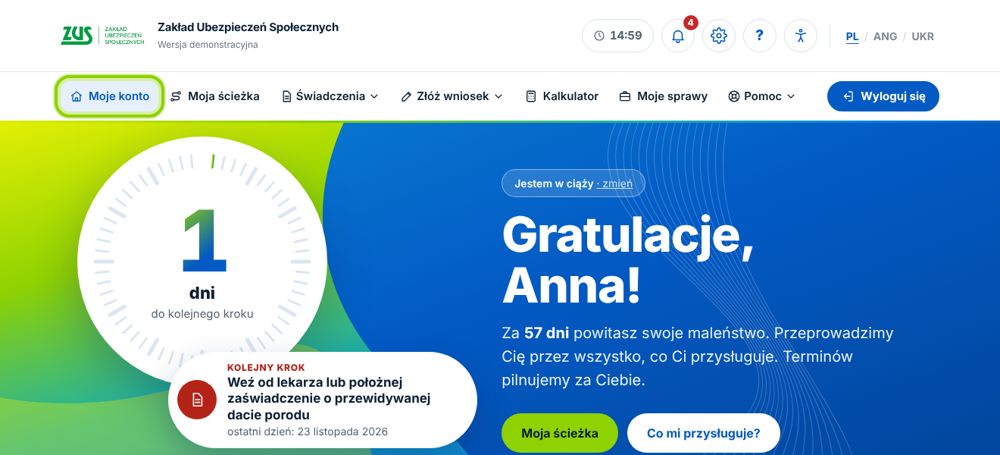 ZUS
ZAKŁAD
UBEZPIECZEŃ
SPOŁECZNYCH
Zakład Ubezpieczeń Społecznych
Wersja demonstracyjna
14:59
4
?
PL / ANG / UKR
Moje konto
Moja ścieżka
Świadczenia
Złóż wniosek
Kalkulator
Moje sprawy
Pomoc
Wyloguj się
1
dni
do kolejnego kroku
KOLEJNY KROK
Weź od lekarza lub położnej
zaświadczenie o przewidywanej
dacie porodu
ostatni dzień: 23 listopada 2026
Jestem w ciąży · zmień
Gratulacje,
Anna!
Za 57 dni powitasz swoje maleństwo. Przeprowadzimy
Cię przez wszystko, co Ci przysługuje. Terminów
pilnujemy za Ciebie.
Moja ścieżka
Co mi przysługuje?